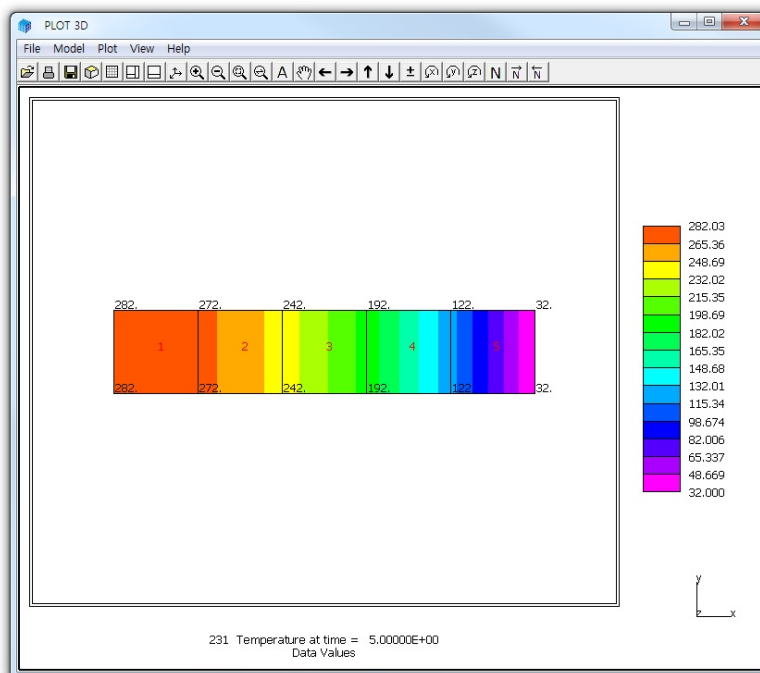 PLOT 3D
File Model Plot View Help
A N N N
282. 272. 242. 192. 122. 32.
1 2 3 4 5
282. 272. 242. 192. 122. 32.
282.03
265.36
248.69
232.02
215.35
198.69
182.02
165.35
148.68
132.01
115.34
98.674
82.006
65.337
48.669
32.000
y
z x
231 Temperature at time = 5.00000E+00
Data Values